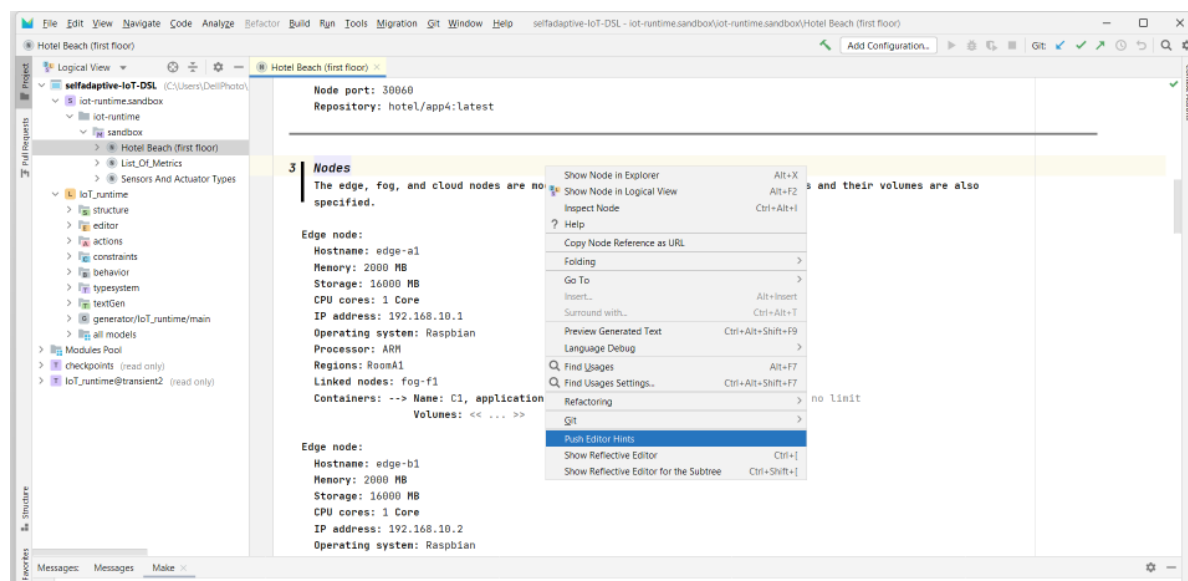 File Edit View Navigate Code Analyze Refactor Build Run Tools Migration Git Window Help selfadaptive-IoT-DSL - iot-runtime.sandbox\iot-runtime.sandbox\Hotel Beach (first floor)
Hotel Beach (first floor)
Add Configuration... Git:
Project
Pull Requests
Structure
Favorites
Logical View
selfadaptive-IoT-DSL (C:\Users\DellPhoto\
iot-runtime.sandbox
iot-runtime
sandbox
Hotel Beach (first floor)
List_Of_Metrics
Sensors And Actuator Types
IoT_runtime
structure
editor
actions
constraints
behavior
typesystem
textGen
generator/IoT_runtime/main
all models
Modules Pool
checkpoints (read only)
IoT_runtime@transient2 (read only)
Hotel Beach (first floor)
Node port: 30060
Repository: hotel/app4:latest
3 Nodes
The edge, fog, and cloud nodes are s and their volumes are also
specified.
Edge node:
Hostname: edge-a1
Memory: 2000 MB
Storage: 16000 MB
CPU cores: 1 Core
IP address: 192.168.10.1
Operating system: Raspbian
Processor: ARM
Regions: RoomA1
Linked nodes: fog-f1
Containers: --> Name: C1, application no limit
Volumes: << ... >>
Edge node:
Hostname: edge-b1
Memory: 2000 MB
Storage: 16000 MB
CPU cores: 1 Core
IP address: 192.168.10.2
Operating system: Raspbian
Show Node in Explorer Alt+X
Show Node in Logical View Alt+F2
Inspect Node Ctrl+Alt+I
? Help
Copy Node Reference as URL
Folding
Go To
Insert... Alt+Insert
Surround with... Ctrl+Alt+T
Preview Generated Text Ctrl+Alt+Shift+F9
Language Debug
Find Usages Alt+F7
Find Usages Settings... Ctrl+Alt+Shift+F7
Refactoring
Git
Push Editor Hints
Show Reflective Editor Ctrl+[
Show Reflective Editor for the Subtree Ctrl+Shift+[
Messages: Messages Make